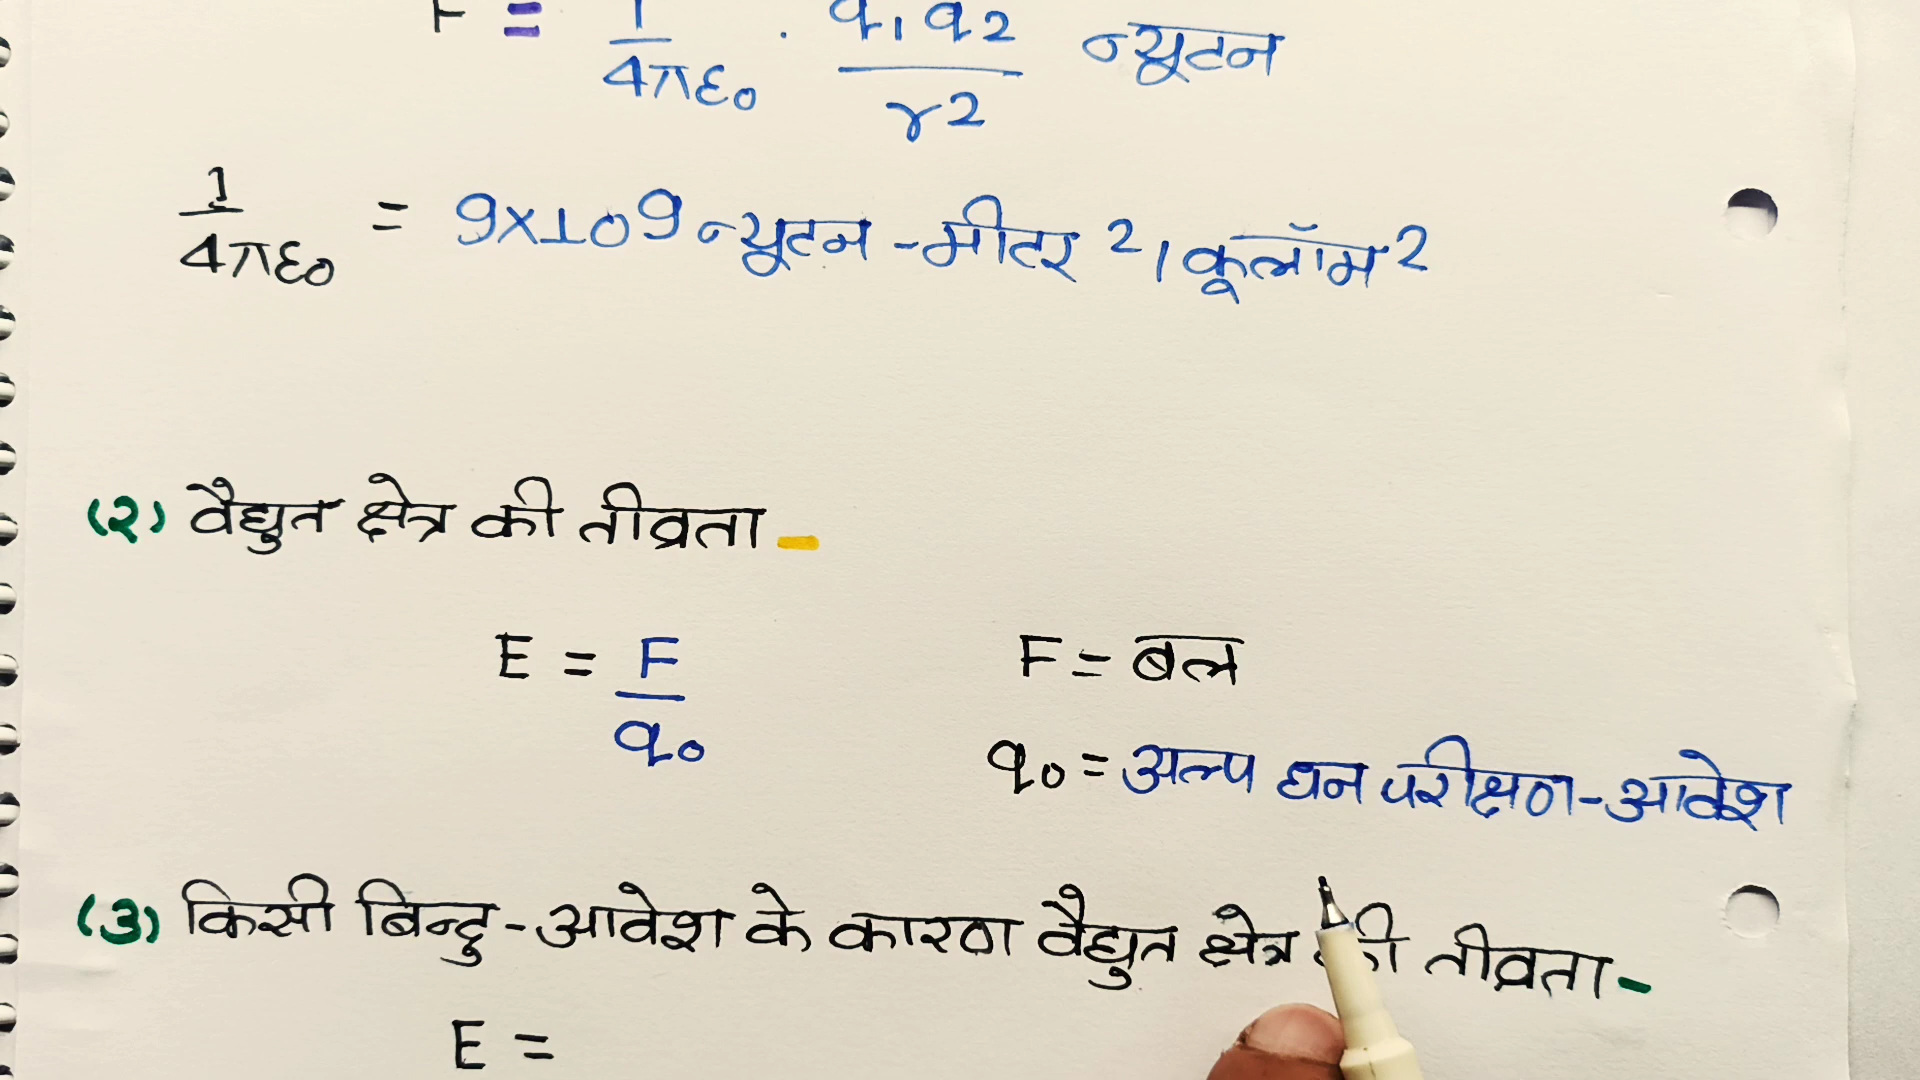 F = 1/4πε₀ · q₁q₂/r² न्यूटन
1/4πε₀ = 9×10⁹ न्यूटन - मीटर²/कूलॉम²
(२) वैद्युत क्षेत्र की तीव्रता -
E = F/q₀ F = बल
q₀ = अल्प धन परीक्षण - आवेश
(3) किसी बिन्दु - आवेश के कारण वैद्युत क्षेत्र की तीव्रता -
E =